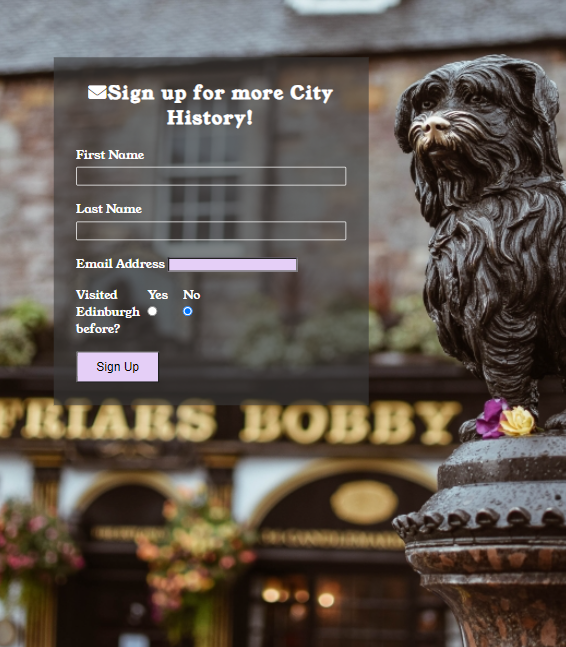 Sign up for more City
History!
First Name
Last Name
Email Address
Visited Yes No
Edinburgh
before?
Sign Up
FRIARS BOBBY